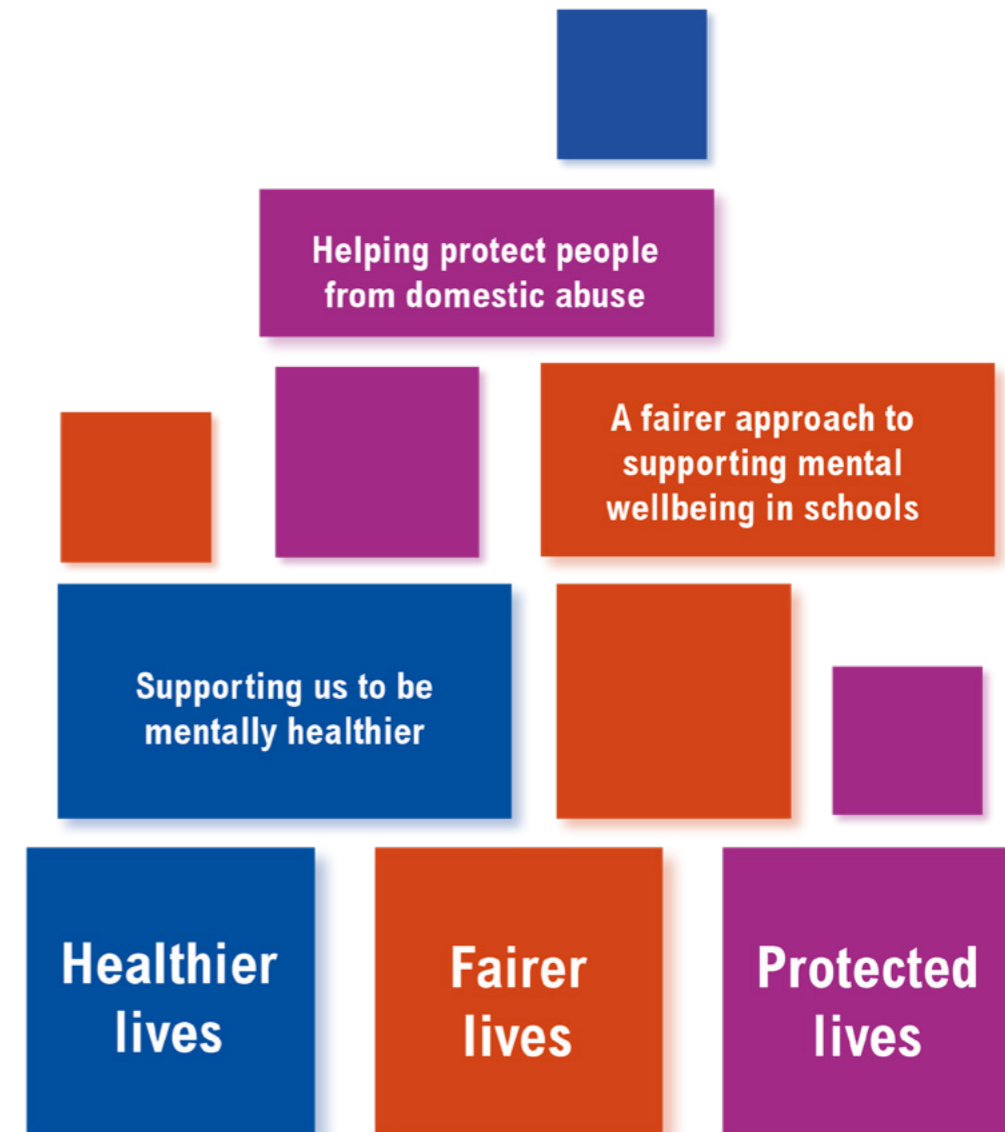 Helping protect people
from domestic abuse
A fairer approach to
supporting mental
wellbeing in schools
Supporting us to be
mentally healthier
Healthier
lives
Fairer
lives
Protected
lives